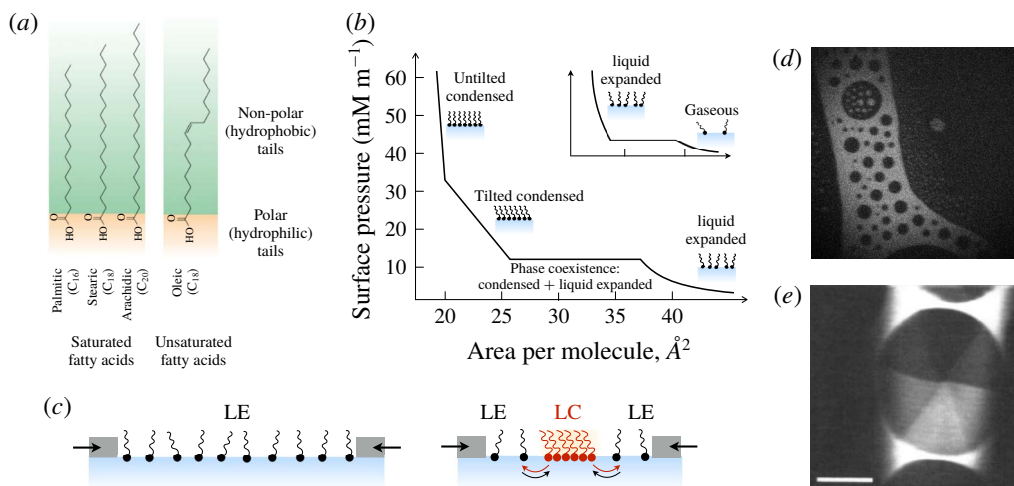 (a)
O
HO
O
HO
O
HO
O
HO
Non-polar
(hydrophobic)
tails
Polar
(hydrophilic)
tails
Palmitic
(C16)
Stearic
(C18)
Arachidic
(C20)
Oleic
(C18)
Saturated
fatty acids
Unsaturated
fatty acids
(b)
Surface pressure (mM m−1)
60
50
40
30
20
10
20
25
30
35
40
Area per molecule, Å2
Untilted
condensed
Tilted condensed
Phase coexistence:
condensed + liquid expanded
liquid
expanded
liquid
expanded
Gaseous
(c)
LE
LE
LC
LE
(d)
(e)